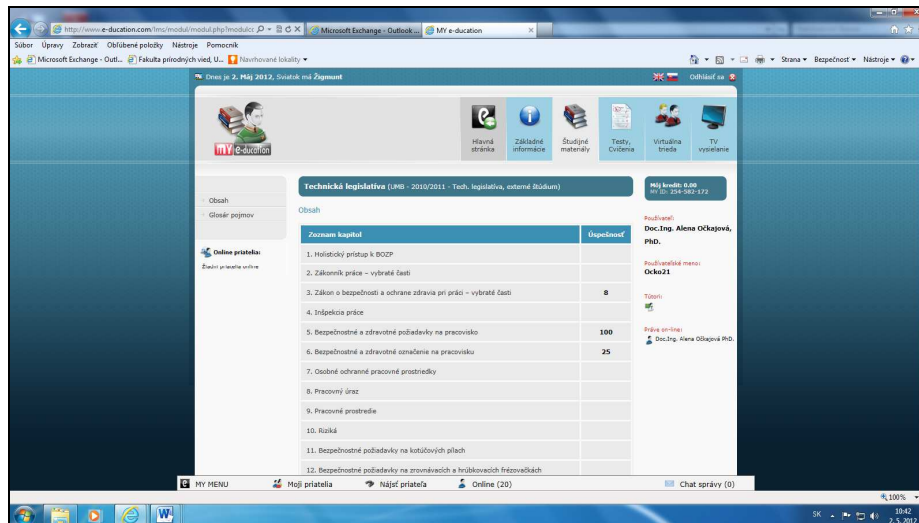 http://www.e-ducation.com/lms/modul/modul.php?modulcz
Microsoft Exchange - Outlook ...
MY e-ducation
Súbor Úpravy Zobraziť Obľúbené položky Nástroje Pomocník
Microsoft Exchange - Outl...
Fakulta prírodných vied, U...
Navrhované lokality
Strana
Bezpečnosť
Nástroje
Dnes je 2. Máj 2012, Sviatok má Žigmunt
Odhlásiť sa
mY e-ducation
Hlavná stránka
Základné informácie
Študijné materiály
Testy, Cvičenia
Virtuálna trieda
TV vysielanie
Obsah
Glosár pojmov
Online priatelia:
Žiadni priatelia online
Technická legislatíva (UMB - 2010/2011 - Tech. legislatíva, externé štúdium)
Obsah
Zoznam kapitol Úspešnosť
1. Holistický prístup k BOZP
2. Zákonník práce – vybraté časti
3. Zákon o bezpečnosti a ochrane zdravia pri práci – vybraté časti 8
4. Inšpekcia práce
5. Bezpečnostné a zdravotné požiadavky na pracovisko 100
6. Bezpečnostné a zdravotné označenie na pracovisku 25
7. Osobné ochranné pracovné prostriedky
8. Pracovný úraz
9. Pracovné prostredie
10. Riziká
11. Bezpečnostné požiadavky na kotúčových pílach
12. Bezpečnostné požiadavky na zrovnávacích a hrúbkovacích frézovačkách
Môj kredit: 0.00
MY ID: 254-582-172
Používateľ:
Doc.Ing. Alena Očkajová,
PhD.
Používateľské meno:
Ocko21
Tútori:
Práve on-line:
Doc.Ing. Alena Očkajová PhD.
MY MENU
Moji priatelia
Nájsť priateľa
Online (20)
Chat správy (0)
100%
SK
10:42
2. 5. 2012